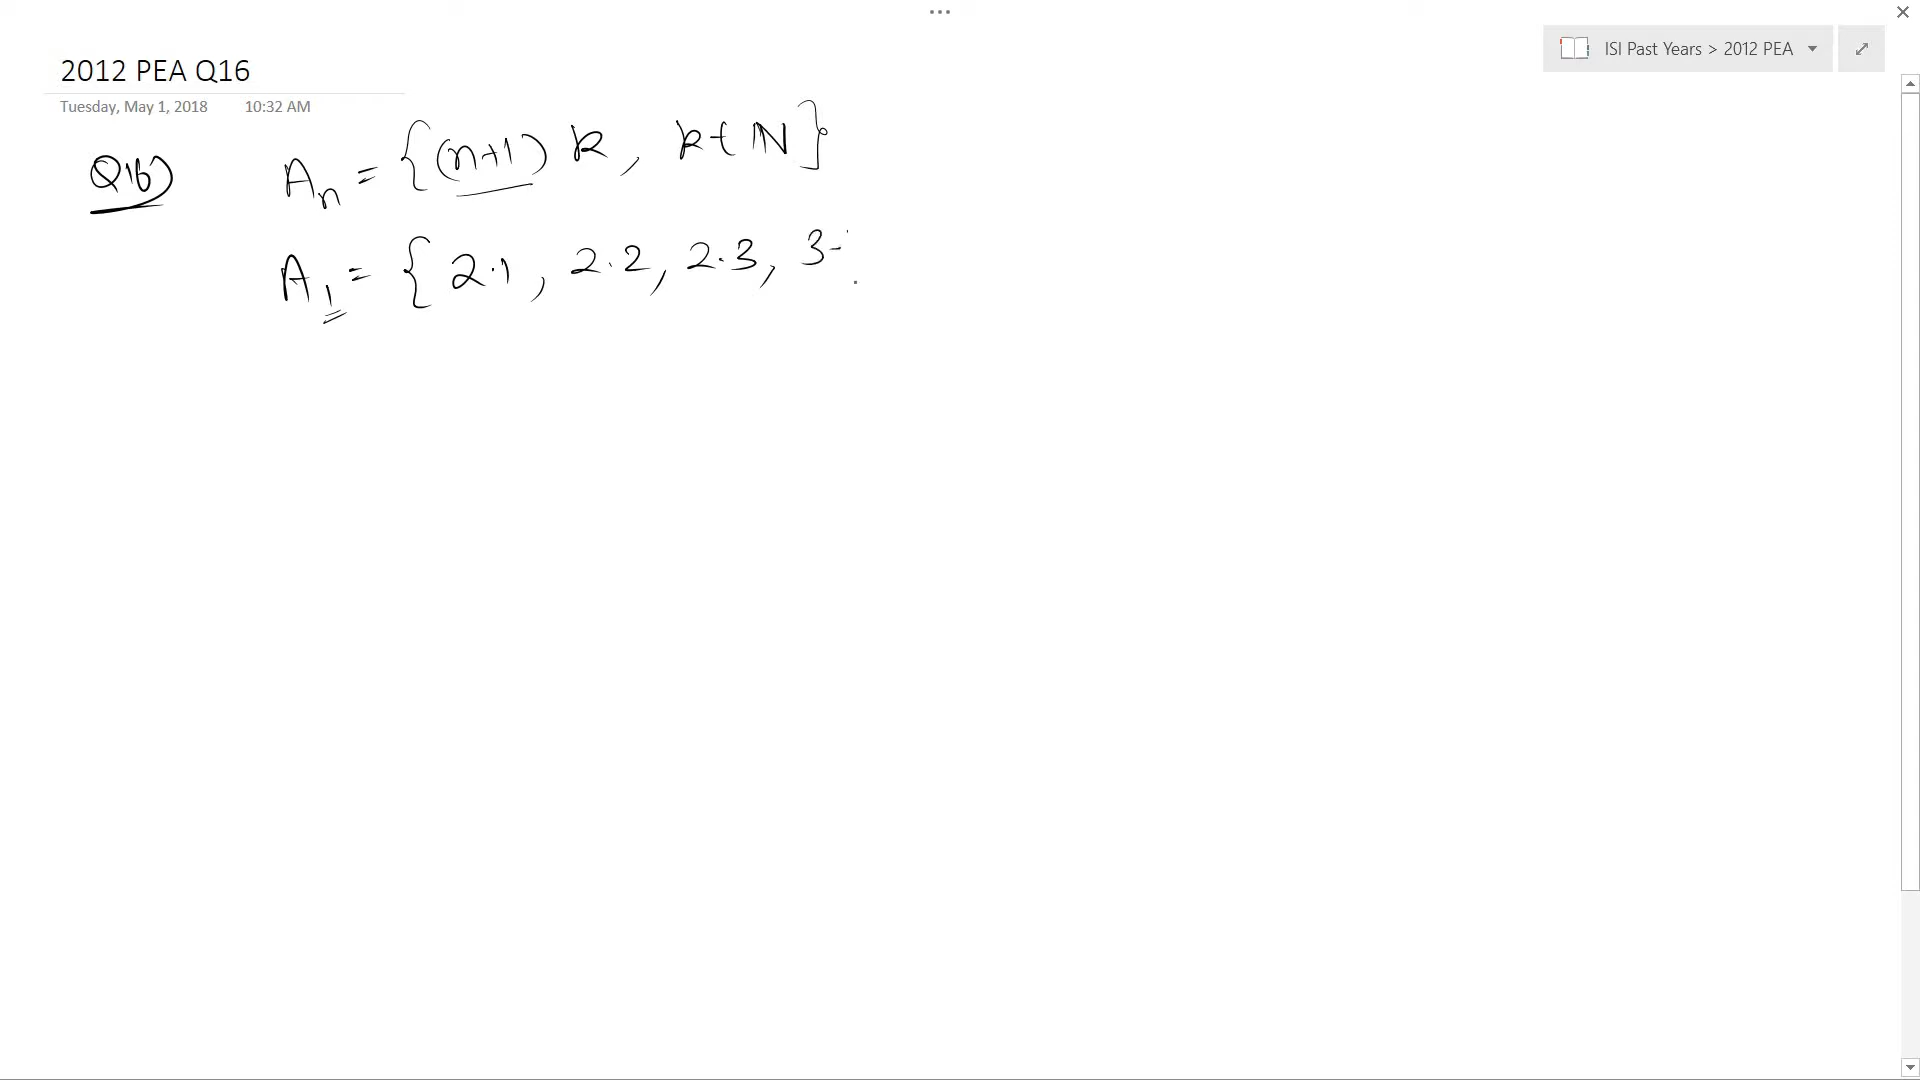 ISI Past Years > 2012 PEA
2012 PEA Q16
Tuesday, May 1, 2018 10:32 AM
Q16) Aₙ = {(n+1) k, k∈ ℕ}
A₁ = { 2·1, 2·2, 2·3, 3-